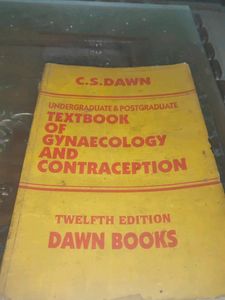 C.S.DAWN
UNDERGRADUATE & POSTGRADUATE
TEXTBOOK
OF
GYNAECOLOGY
AND
CONTRACEPTION
TWELFTH EDITION
DAWN BOOKS